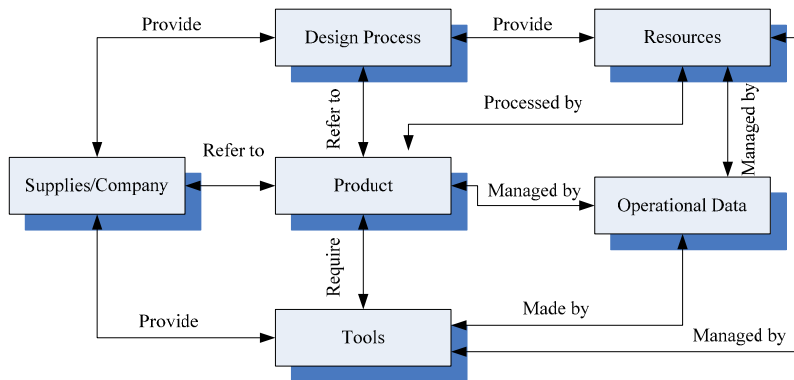 Provide
Provide
Design Process
Resources
Processed by
Refer to
Managed by
Refer to
Supplies/Company
Product
Managed by
Operational Data
Require
Provide
Made by
Tools
Managed by